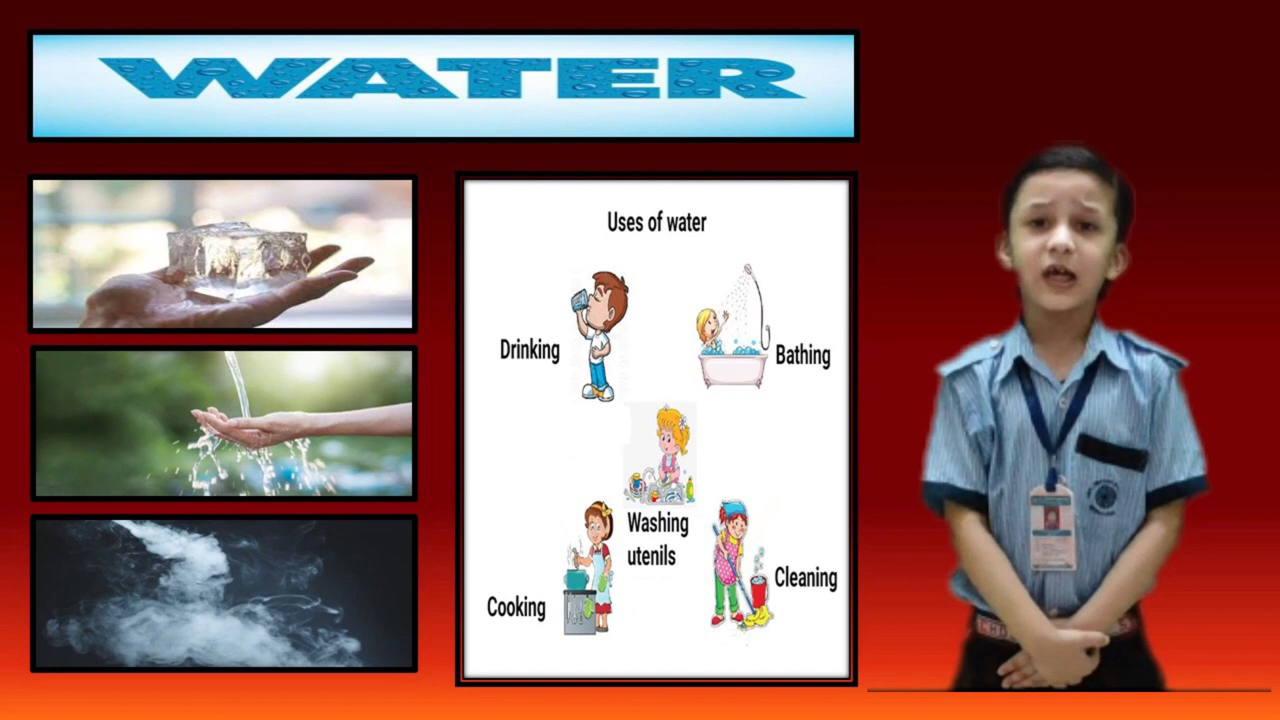 WATER
Uses of water
Drinking
Bathing
Washing
utenils
Cooking
Cleaning